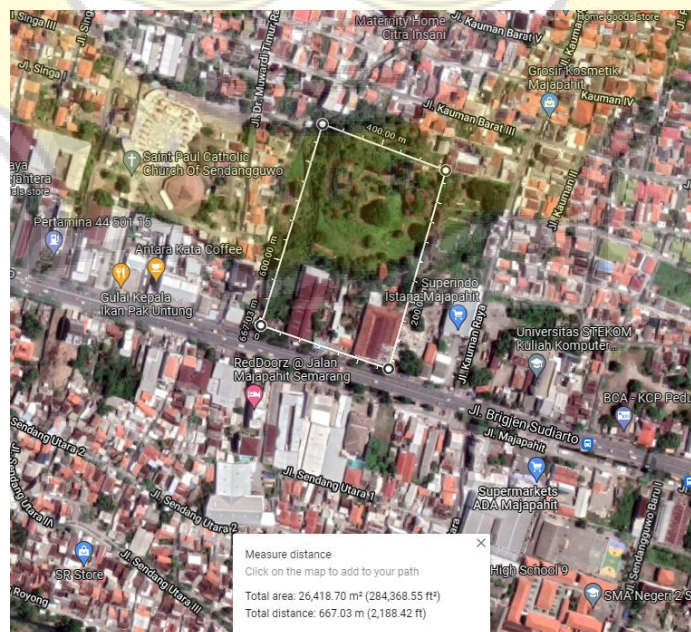 Home goods store
Jl. Kauman Barat V
Maternity Home
Citra Insani
Jl. Singa I
Jl. Dr. Muwardi Timur Ra
Grosir Kosmetik
Majapahit
Kauman IV
Jl. Kauman Barat III
400.00 m
Saint Paul Catholic
Church Of Sendangguwo
Jl. Kauman II
Pertamina 44 501 15
Antara Kata Coffee
600.00 m
Gulai Kepala
Ikan Pak Untung
Superindo
Istana Majapahit
200
667.03 m
Jl. Kauman Raya
Universitas STEKOM
Kuliah Komputer...
RedDoorz @ Jalan
Majapahit Semarang
BCA - KCP Pedu
Jl. Brigjen Sudiarto
Jl. Majapahit
Sendang Utara 2
Jl. Sendang Utara 1
Jl. Sendang Utara 2
Supermarkets
ADA Majapahit
Jl. Sendangguwo Baru I
SR Store
Jl. Sendang Utara III
Royong
High School 9
SMA Negeri 2 S
Measure distance
Click on the map to add to your path
Total area: 26,418.70 m² (284,368.55 ft²)
Total distance: 667.03 m (2,188.42 ft)